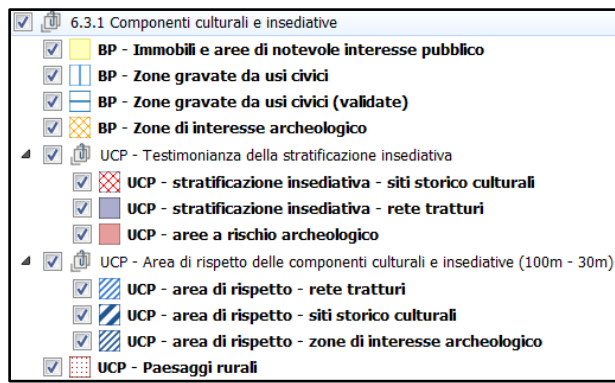 6.3.1 Componenti culturali e insediative
BP - Immobili e aree di notevole interesse pubblico
BP - Zone gravate da usi civici
BP - Zone gravate da usi civici (validate)
BP - Zone di interesse archeologico
UCP - Testimonianza della stratificazione insediativa
UCP - stratificazione insediativa - siti storico culturali
UCP - stratificazione insediativa - rete tratturi
UCP - aree a rischio archeologico
UCP - Area di rispetto delle componenti culturali e insediative (100m - 30m)
UCP - area di rispetto - rete tratturi
UCP - area di rispetto - siti storico culturali
UCP - area di rispetto - zone di interesse archeologico
UCP - Paesaggi rurali